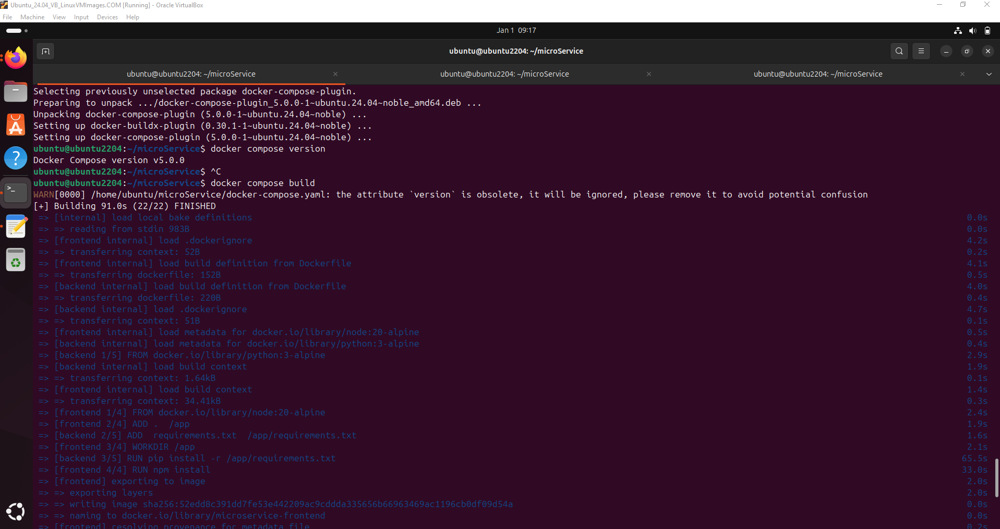 Ubuntu_24.04_VB_LinuxVMImages.COM [Running] - Oracle VirtualBox
File Machine View Input Devices Help
Jan 1 09:17
ubuntu@ubuntu2204: ~/microService
ubuntu@ubuntu2204: ~/microService ubuntu@ubuntu2204: ~/microService ubuntu@ubuntu2204: ~/microService
Selecting previously unselected package docker-compose-plugin.
Preparing to unpack .../docker-compose-plugin_5.0.0-1~ubuntu.24.04~noble_amd64.deb ...
Unpacking docker-compose-plugin (5.0.0-1~ubuntu.24.04~noble) ...
Setting up docker-buildx-plugin (0.30.1-1~ubuntu.24.04~noble) ...
Setting up docker-compose-plugin (5.0.0-1~ubuntu.24.04~noble) ...
ubuntu@ubuntu2204:~/microService$ docker compose version
Docker Compose version v5.0.0
ubuntu@ubuntu2204:~/microService$ ^C
ubuntu@ubuntu2204:~/microService$ docker compose build
WARN[0000] /home/ubuntu/microService/docker-compose.yaml: the attribute `version` is obsolete, it will be ignored, please remove it to avoid potential confusion
[+] Building 91.0s (22/22) FINISHED
=> [internal] load local bake definitions 0.0s
=> => reading from stdin 983B 0.0s
=> [frontend internal] load .dockerignore 4.2s
=> => transferring context: 52B 0.2s
=> [frontend internal] load build definition from Dockerfile 4.1s
=> => transferring dockerfile: 152B 0.5s
=> [backend internal] load build definition from Dockerfile 4.0s
=> => transferring dockerfile: 220B 0.4s
=> [backend internal] load .dockerignore 4.7s
=> => transferring context: 51B 0.1s
=> [frontend internal] load metadata for docker.io/library/node:20-alpine 0.5s
=> [backend internal] load metadata for docker.io/library/python:3-alpine 0.4s
=> [backend 1/5] FROM docker.io/library/python:3-alpine 2.9s
=> [backend internal] load build context 1.9s
=> => transferring context: 1.64kB 0.1s
=> [frontend internal] load build context 1.4s
=> => transferring context: 34.41kB 0.3s
=> [frontend 1/4] FROM docker.io/library/node:20-alpine 2.4s
=> [frontend 2/4] ADD .  /app 1.9s
=> [backend 2/5] ADD  requirements.txt  /app/requirements.txt 1.6s
=> [frontend 3/4] WORKDIR /app 2.1s
=> [backend 3/5] RUN pip install -r /app/requirements.txt 65.5s
=> [frontend 4/4] RUN npm install 33.0s
=> [frontend] exporting to image 2.0s
=> => exporting layers 2.0s
=> => writing image sha256:52edd8c391dd7fe53e442209ac9cddda335656b66963469ac1196cb0df09d54a 0.0s
=> => naming to docker.io/library/microservice-frontend 0.0s
=> [frontend] resolving provenance for metadata file 0.2s